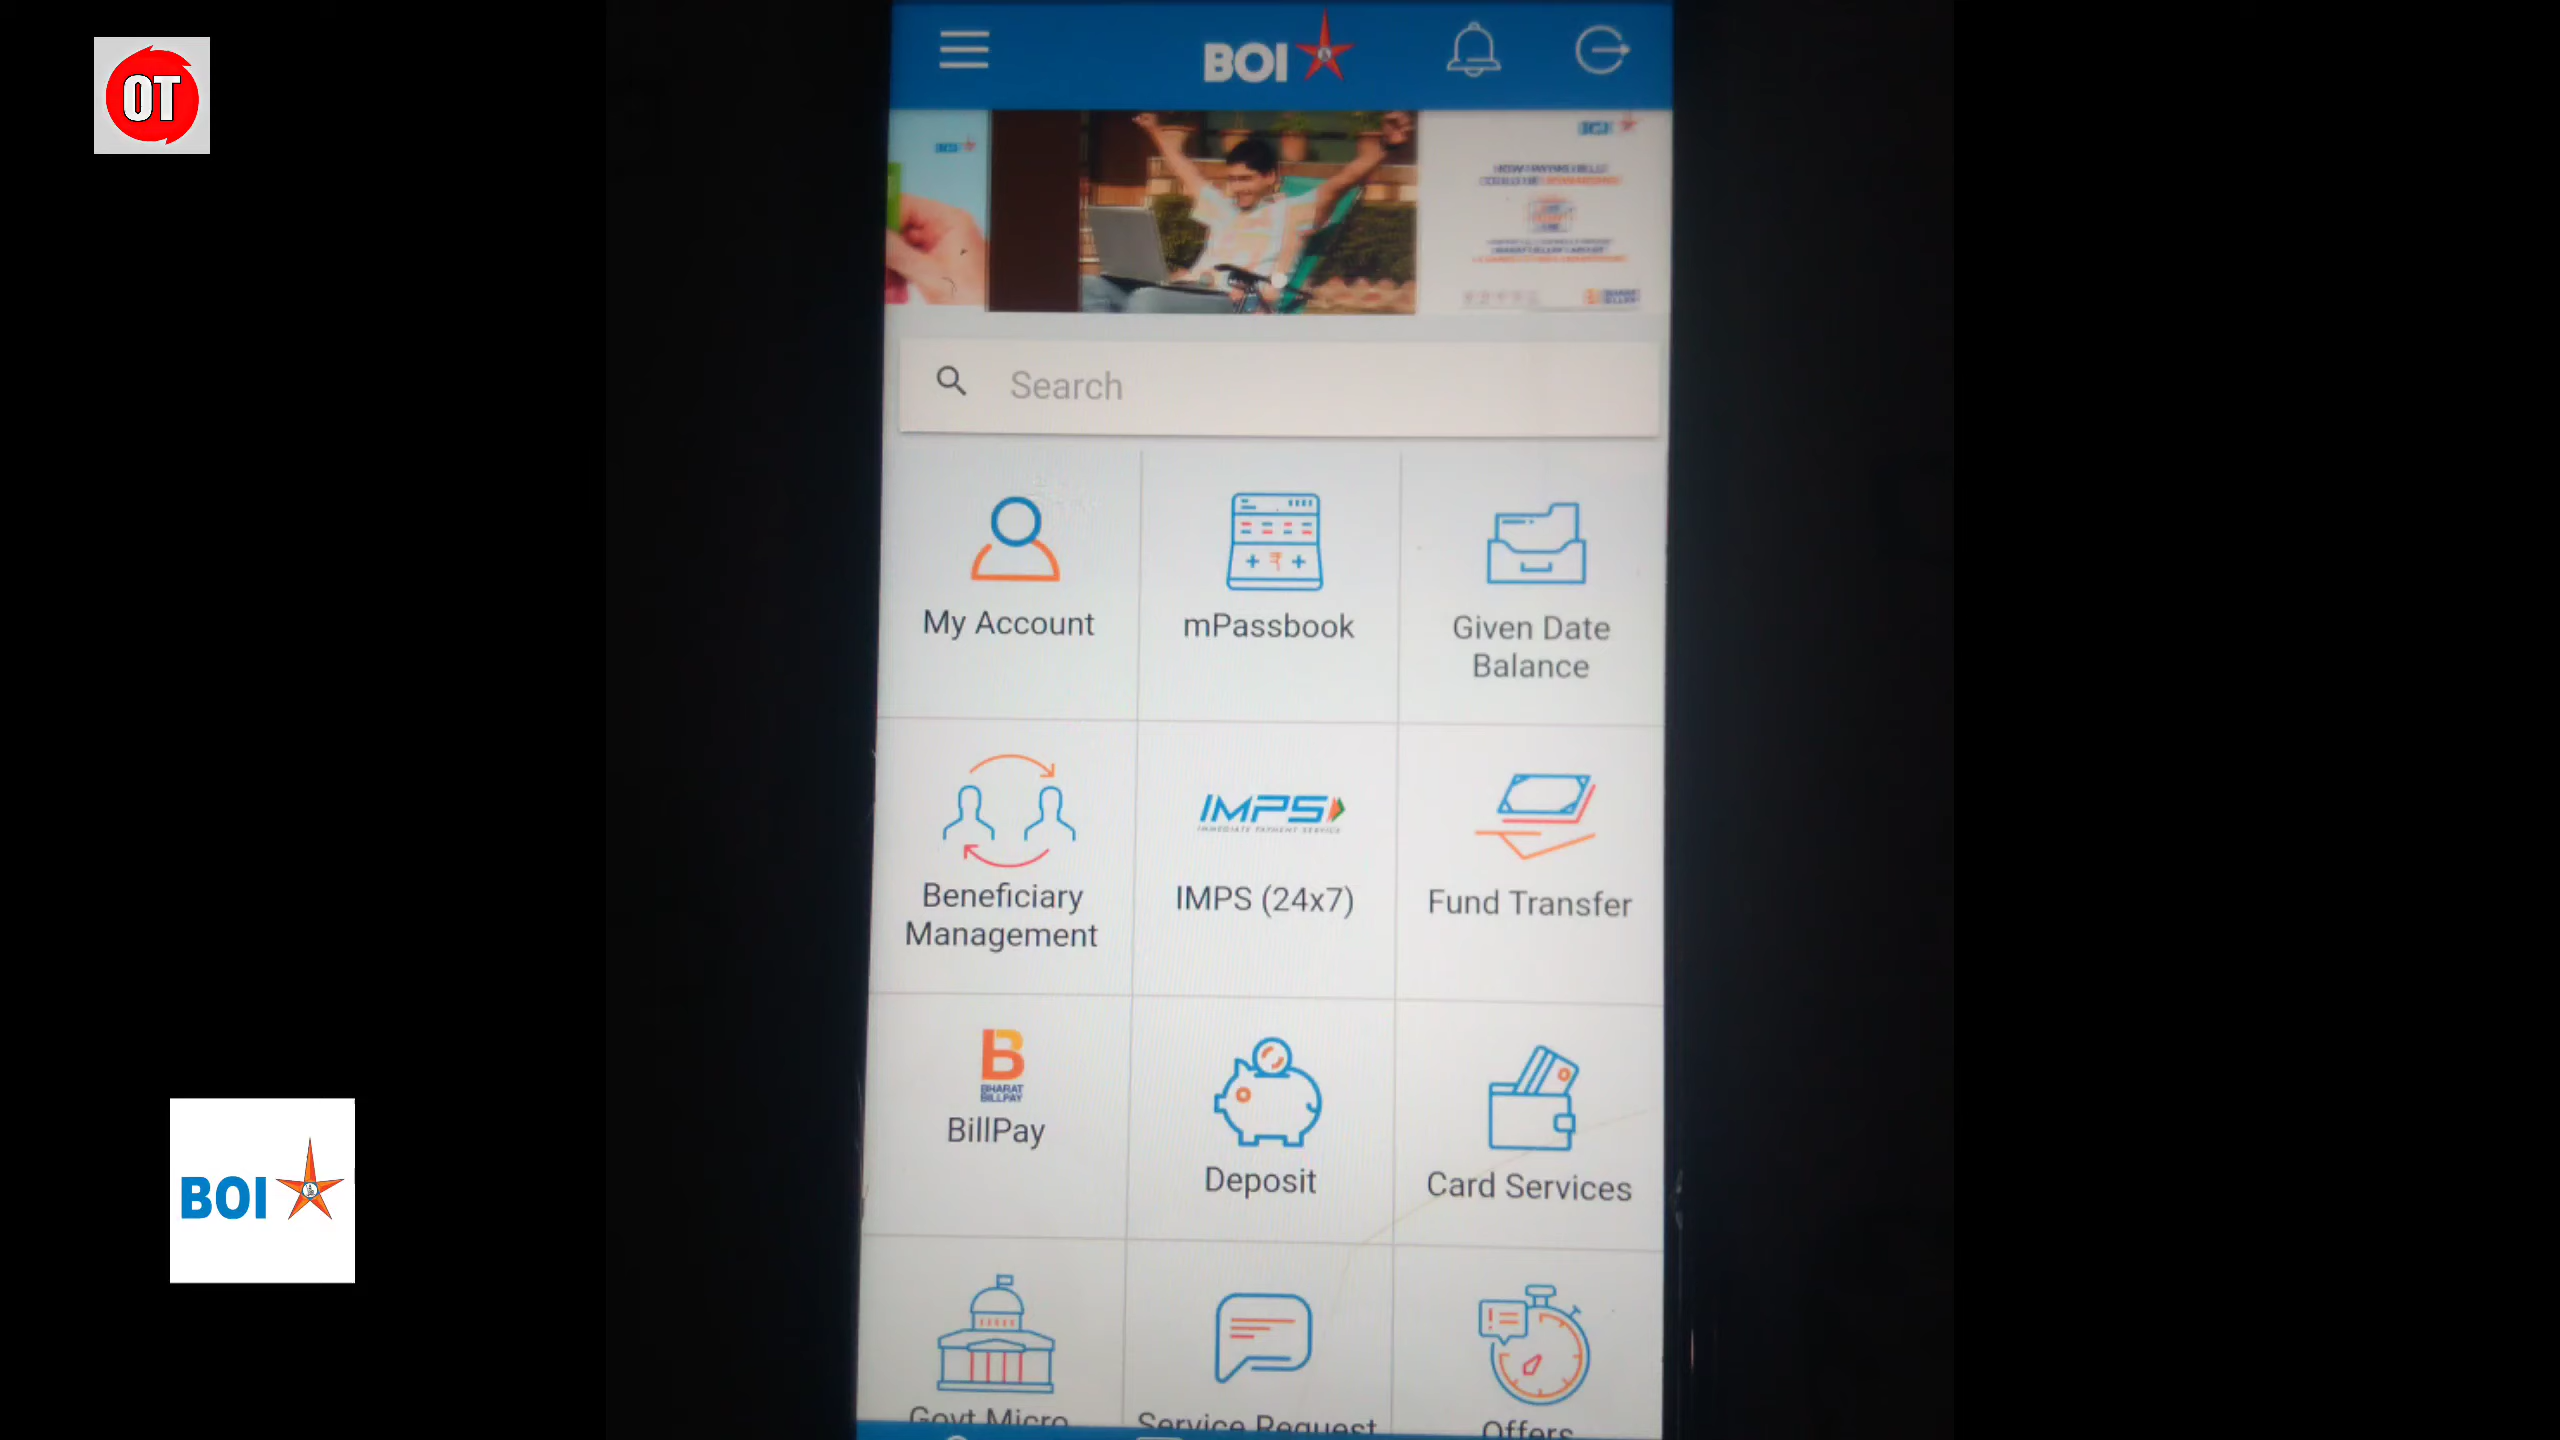 OT
BOI
Search
My Account
mPassbook
Given Date
Balance
IMPS
IMMEDIATE PAYMENT SERVICE
Beneficiary
Management
IMPS (24x7)
Fund Transfer
B
BHARAT
BILLPAY
BillPay
Deposit
Card Services
Govt Micro
Service Request
Offers
BOI